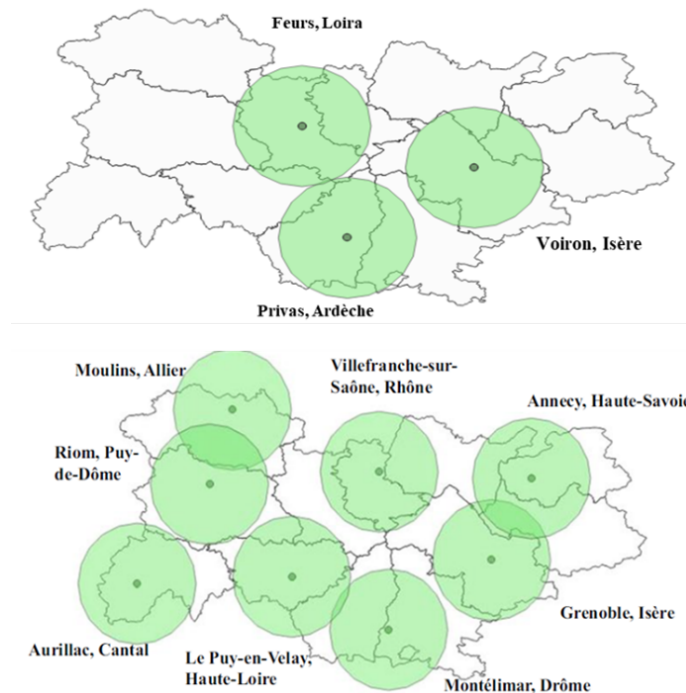 Feurs, Loira
Voiron, Isère
Privas, Ardèche
Moulins, Allier
Villefranche-sur-
Saône, Rhône
Annecy, Haute-Savoie
Riom, Puy-
de-Dôme
Grenoble, Isère
Aurillac, Cantal
Le Puy-en-Velay,
Haute-Loire
Montélimar, Drôme